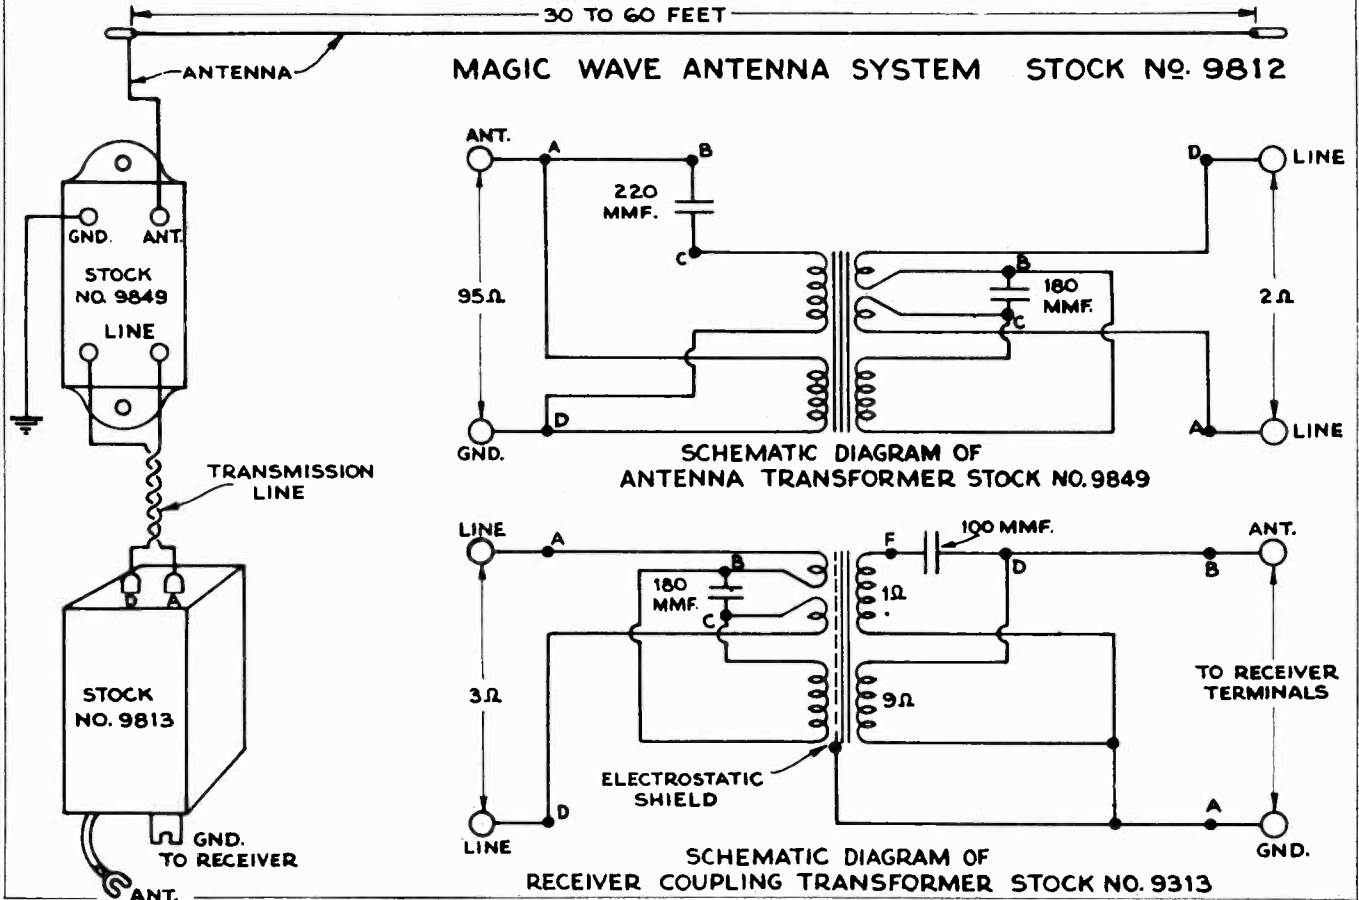 30 TO 60 FEET
ANTENNA
MAGIC WAVE ANTENNA SYSTEM STOCK Nº. 9812
GND. ANT.
STOCK
NO. 9849
LINE
TRANSMISSION
LINE
D A
STOCK
NO. 9813
GND.
TO RECEIVER
ANT.
ANT.
A
B
220
MMF.
C
95Ω
D
GND.
D
LINE
B
180
MMF.
C
2Ω
A
LINE
SCHEMATIC DIAGRAM OF
ANTENNA TRANSFORMER STOCK NO. 9849
LINE
A
B
180
MMF.
C
3Ω
D
LINE
ELECTROSTATIC
SHIELD
F
100 MMF.
D
B
ANT.
1Ω
9Ω
TO RECEIVER
TERMINALS
A
GND.
SCHEMATIC DIAGRAM OF
RECEIVER COUPLING TRANSFORMER STOCK NO. 9313